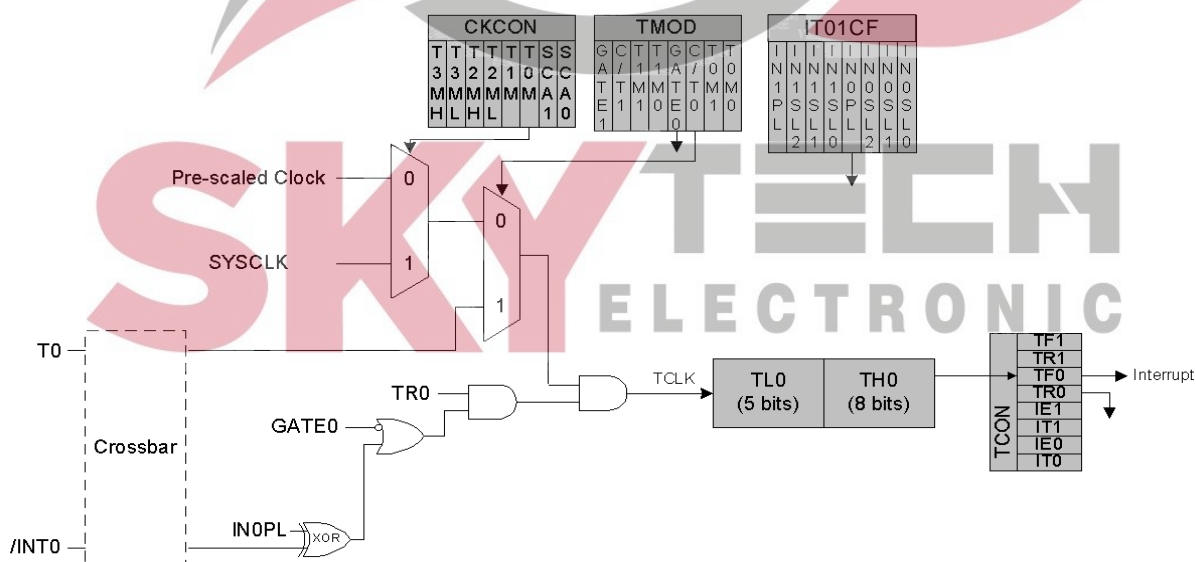 CKCON
T3MH T3ML T2MH T2ML T1M T0M SCA1 SCA0
TMOD
GATE1 C/T1 T1M1 T1M0 GATE0 C/T0 T0M1 T0M0
IT01CF
IN1PL IN1SL2 IN1SL1 IN1SL0 IN0PL IN0SL2 IN0SL1 IN0SL0
Pre-scaled Clock
0
SYSCLK
1
0
1
SKYTECH
ELECTRONIC
T0
Crossbar
/INT0
TR0
GATE0
IN0PL
XOR
TCLK
TL0
(5 bits)
TH0
(8 bits)
TCON
TF1
TR1
TF0
TR0
IE1
IT1
IE0
IT0
Interrupt